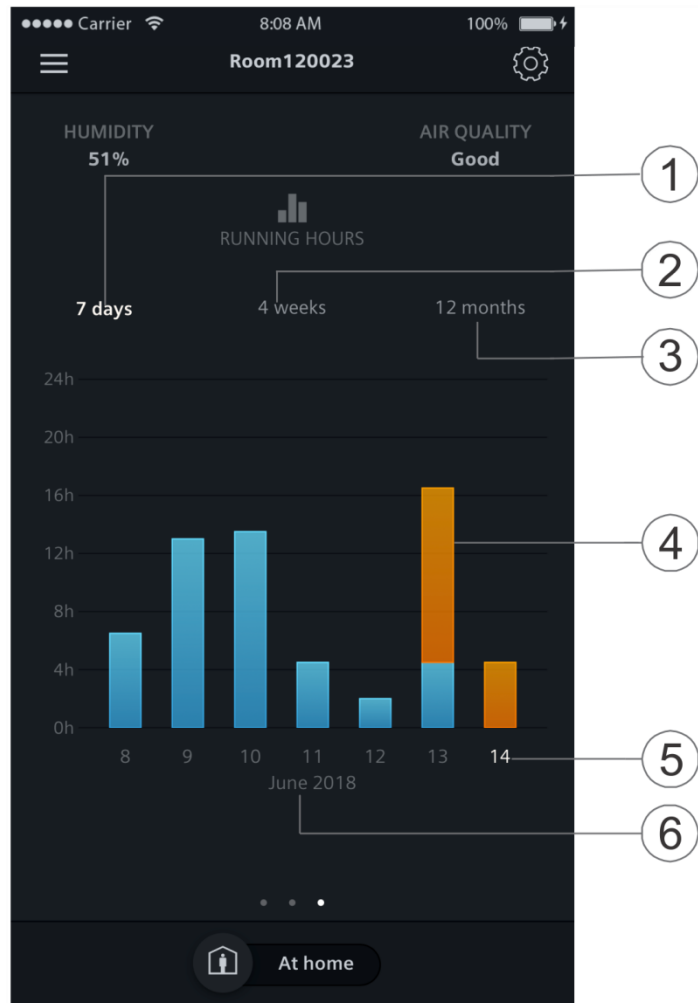 Carrier 8:08 AM 100%
Room120023
HUMIDITY AIR QUALITY
51% Good
1
RUNNING HOURS
2
7 days 4 weeks 12 months
3
24h
20h
16h
4
12h
8h
4h
0h
8 9 10 11 12 13 14 5
June 2018
6
At home